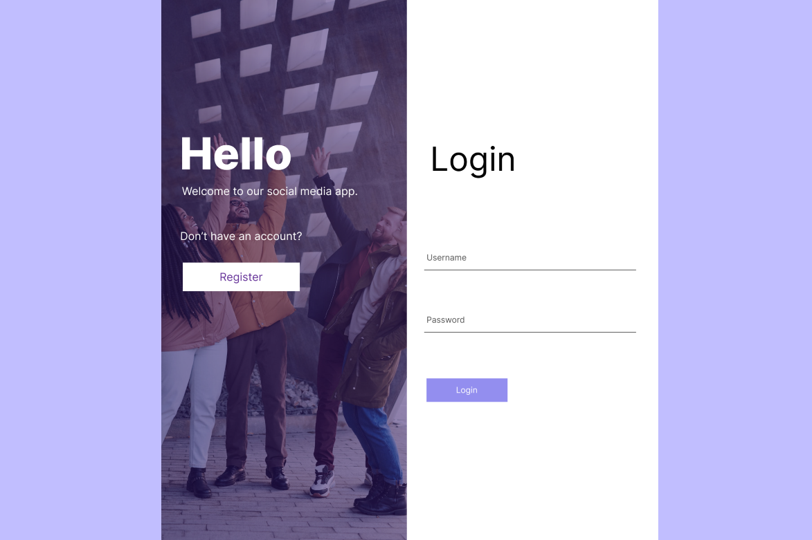 Hello
Welcome to our social media app.
Don't have an account?
Register
Login
Username
Password
Login